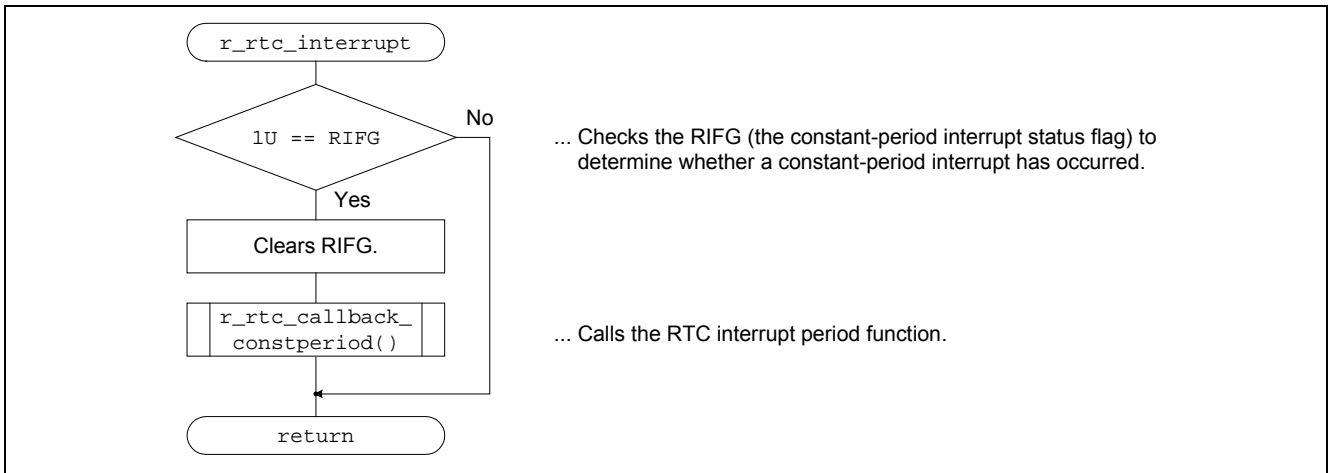 r_rtc_interrupt
1U == RIFG
No
... Checks the RIFG (the constant-period interrupt status flag) to
determine whether a constant-period interrupt has occurred.
Yes
Clears RIFG.
r_rtc_callback_
constperiod()
... Calls the RTC interrupt period function.
return